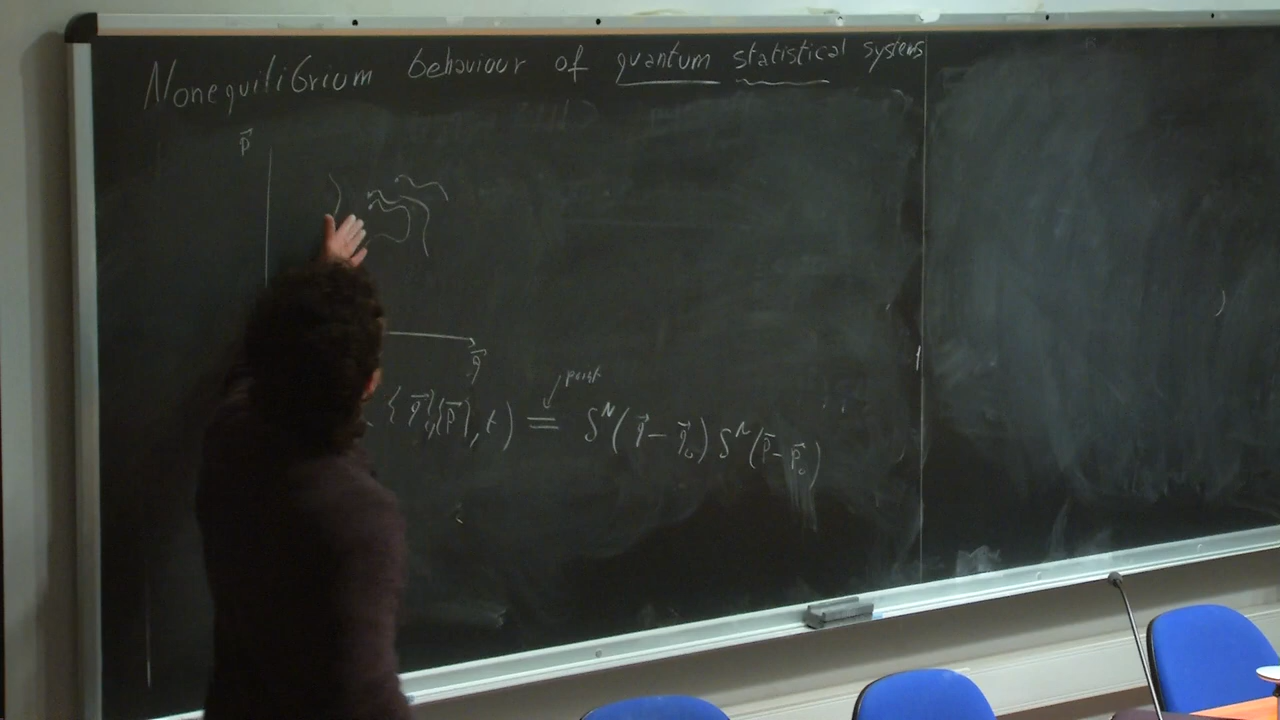 Nonequilibrium behaviour of quantum statistical systems
p⃗
q⃗
point
{q⃗},{p⃗},t) = δᴺ(q⃗ − q⃗₀) δᴺ(p⃗ − p⃗₀)